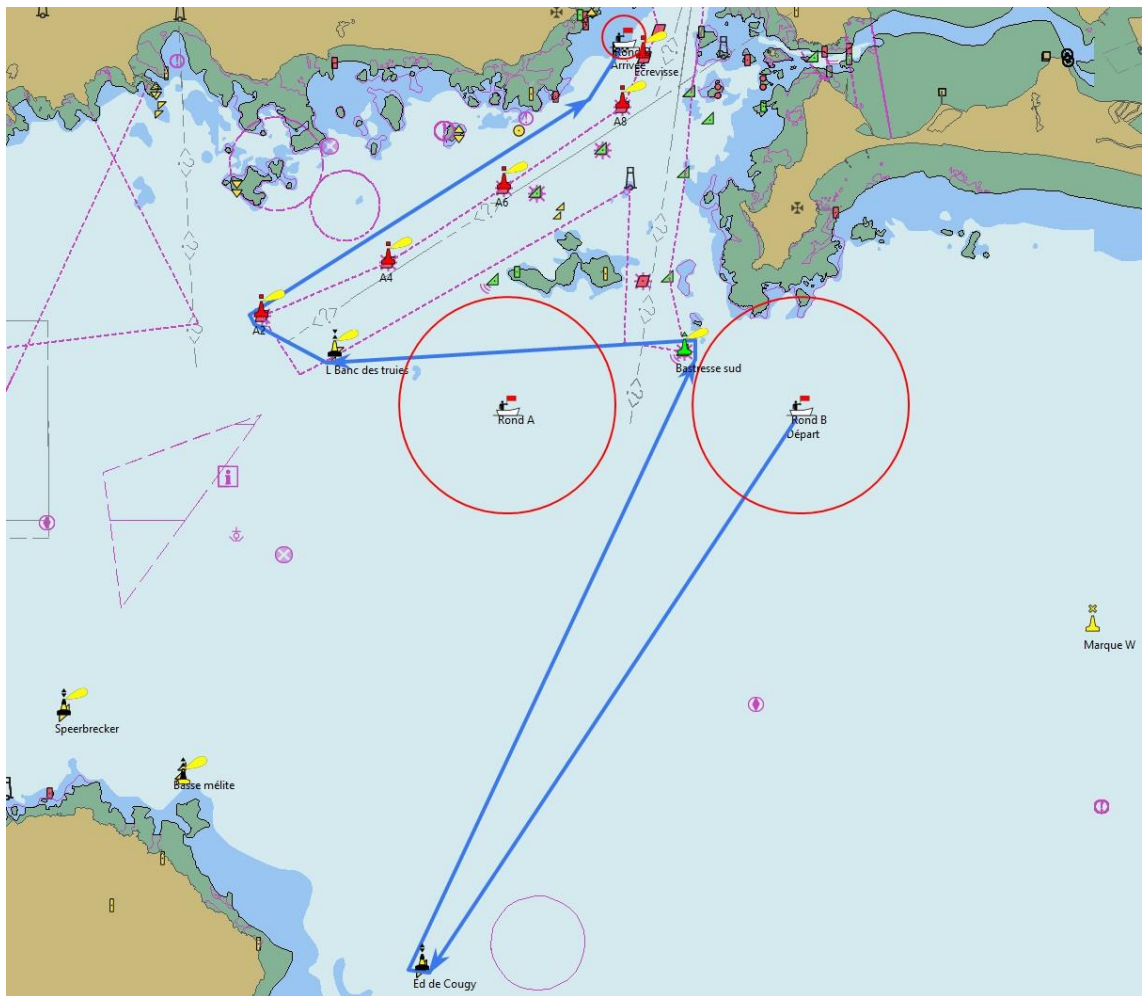 Rond
Arrivée
Ecrevisse
A8
A6
A4
A2
L Banc des truies
Bastresse sud
Rond A
Rond B
Départ
i
Marque W
Speerbrecker
Basse mélite
Ed de Cougy